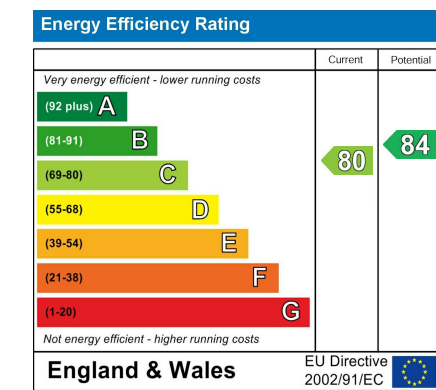 Energy Efficiency Rating
Current Potential
Very energy efficient - lower running costs
(92 plus) A
(81-91) B
84
(69-80) C
80
(55-68) D
(39-54) E
(21-38) F
(1-20) G
Not energy efficient - higher running costs
England & Wales
EU Directive
2002/91/EC